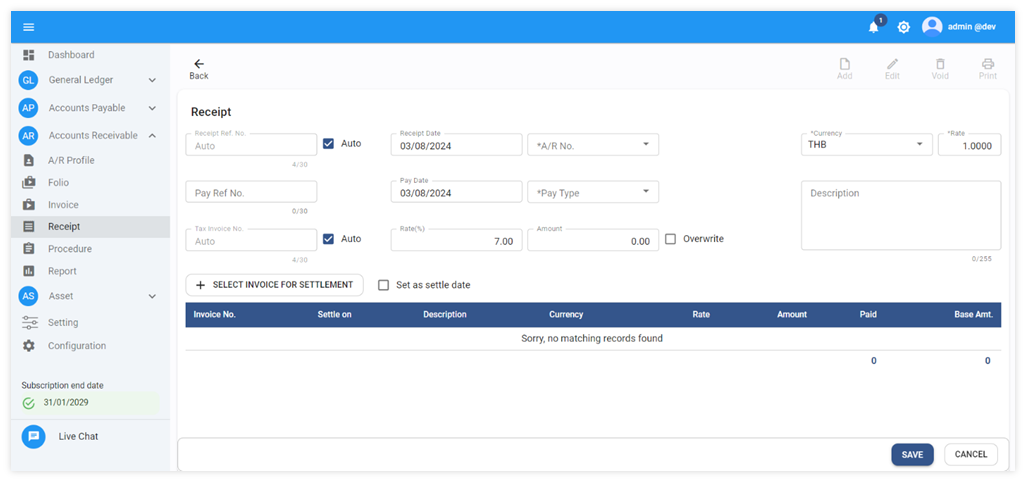 1
admin @dev
Dashboard
GL General Ledger
AP Accounts Payable
AR Accounts Receivable
A/R Profile
Folio
Invoice
Receipt
Procedure
Report
AS Asset
Setting
Configuration
Subscription end date
31/01/2029
Live Chat
Back
Add Edit Void Print
Receipt
Receipt Ref. No. Receipt Date *Currency *Rate
Auto Auto 03/08/2024 *A/R No. THB 1.0000
4/30
Pay Date
Pay Ref No. 03/08/2024 *Pay Type Description
0/30
Tax Invoice No. Rate(%) Amount
Auto Auto 7.00 0.00 Overwrite
4/30 0/255
+ SELECT INVOICE FOR SETTLEMENT Set as settle date
Invoice No. Settle on Description Currency Rate Amount Paid Base Amt.
Sorry, no matching records found
0 0
SAVE CANCEL